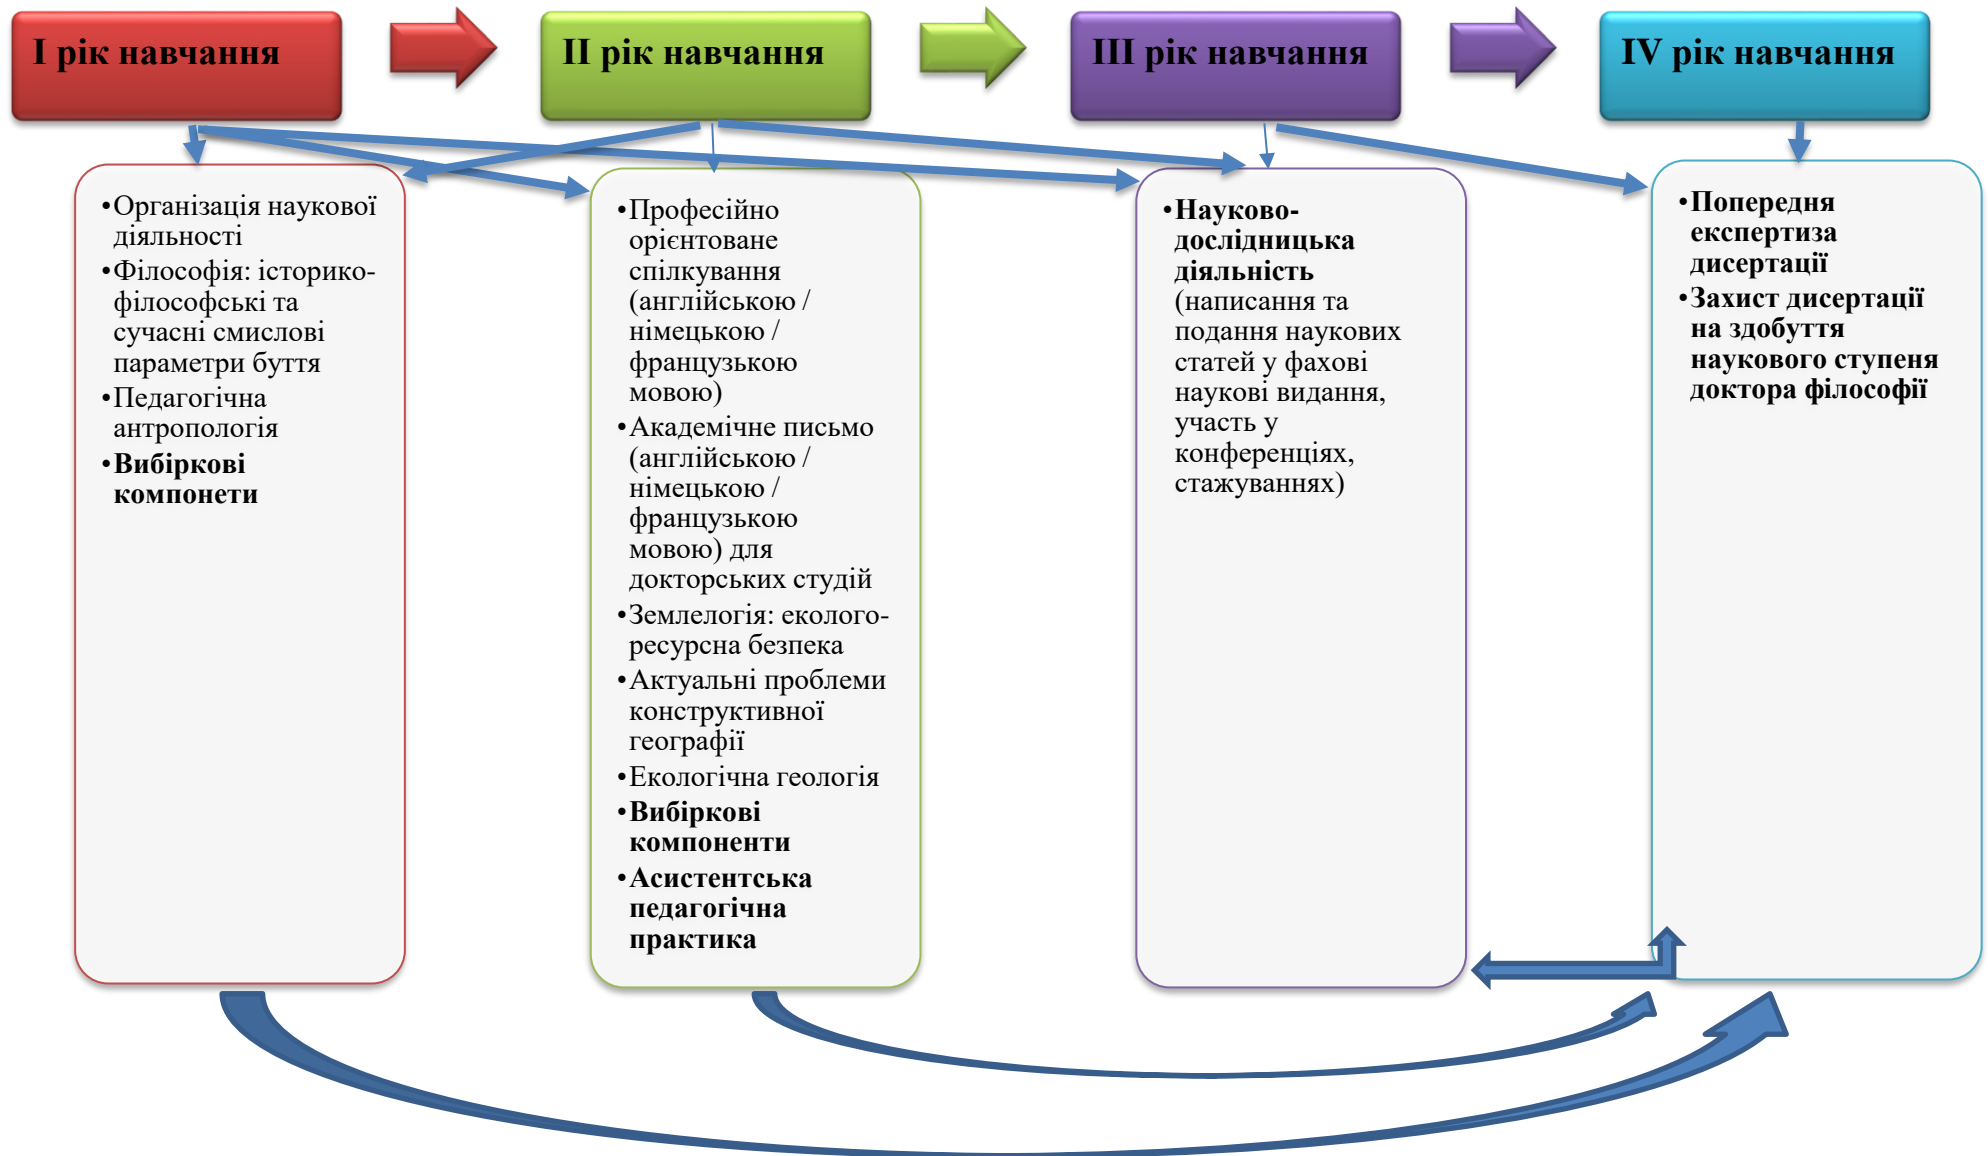 І рік навчання
ІІ рік навчання
ІІІ рік навчання
IV рік навчання
•Організація наукової
діяльності
•Філософія: історико-
філософські та
сучасні смислові
параметри буття
•Педагогічна
антропологія
•Вибіркові
компонети
•Професійно
орієнтоване
спілкування
(англійською /
німецькою /
французькою
мовою)
•Академічне письмо
(англійською /
німецькою /
французькою
мовою) для
докторських студій
•Землелогія: еколого-
ресурсна безпека
•Актуальні проблеми
конструктивної
географії
•Екологічна геологія
•Вибіркові
компоненти
•Асистентська
педагогічна
практика
•Науково-
дослідницька
діяльність
(написання та
подання наукових
статей у фахові
наукові видання,
участь у
конференціях,
стажуваннях)
•Попередня
експертиза
дисертації
•Захист дисертації
на здобуття
наукового ступеня
доктора філософії